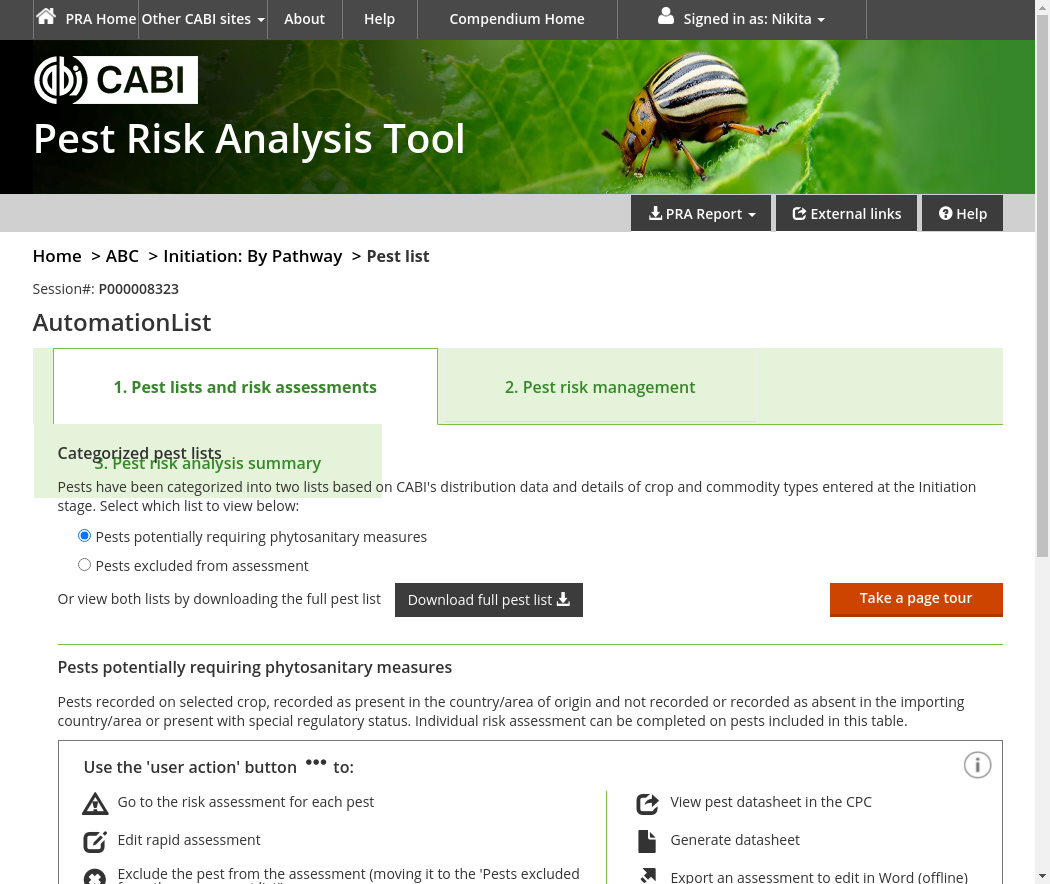 PRA Home Other CABI sites About Help Compendium Home Signed in as: Nikita
CABI
Pest Risk Analysis Tool
PRA Report External links Help
Home > ABC > Initiation: By Pathway > Pest list
Session#: P000008323
AutomationList
1. Pest lists and risk assessments
2. Pest risk management
Categorized pest lists
3. Pest risk analysis summary
Pests have been categorized into two lists based on CABI's distribution data and details of crop and commodity types entered at the Initiation
stage. Select which list to view below:
Pests potentially requiring phytosanitary measures
Pests excluded from assessment
Or view both lists by downloading the full pest list Download full pest list Take a page tour
Pests potentially requiring phytosanitary measures
Pests recorded on selected crop, recorded as present in the country/area of origin and not recorded or recorded as absent in the importing
country/area or present with special regulatory status. Individual risk assessment can be completed on pests included in this table.
Use the 'user action' button ••• to:
Go to the risk assessment for each pest
Edit rapid assessment
Exclude the pest from the assessment (moving it to the 'Pests excluded
View pest datasheet in the CPC
Generate datasheet
Export an assessment to edit in Word (offline)